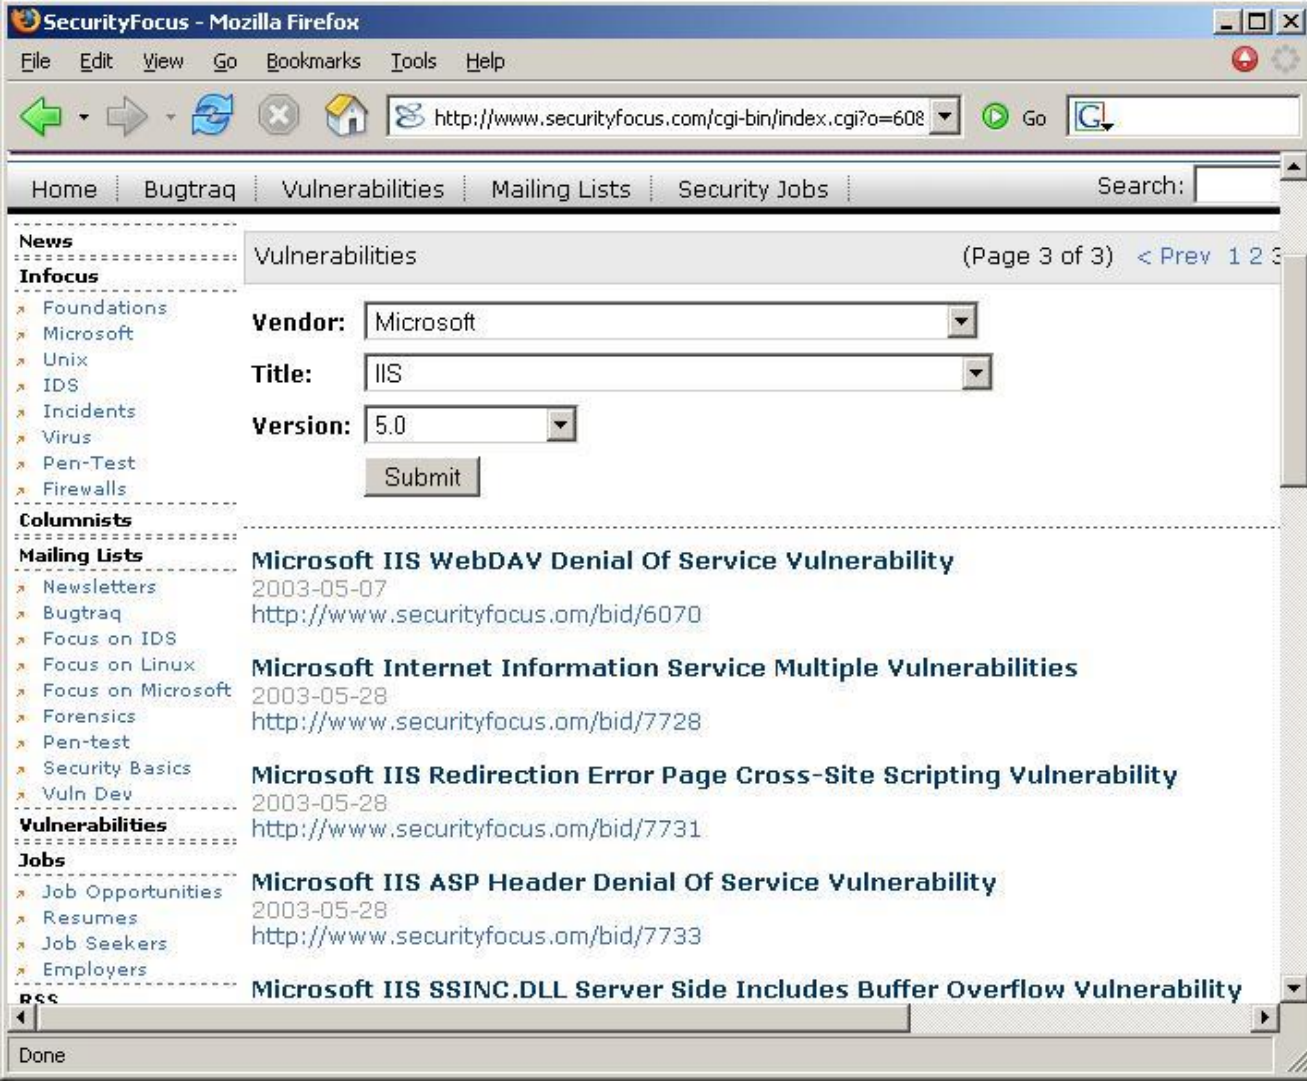 SecurityFocus - Mozilla Firefox
File Edit View Go Bookmarks Tools Help
http://www.securityfocus.com/cgi-bin/index.cgi?o=608 Go G
Home Bugtraq Vulnerabilities Mailing Lists Security Jobs Search:
News
Infocus
Foundations
Microsoft
Unix
IDS
Incidents
Virus
Pen-Test
Firewalls
Columnists
Mailing Lists
Newsletters
Bugtraq
Focus on IDS
Focus on Linux
Focus on Microsoft
Forensics
Pen-test
Security Basics
Vuln Dev
Vulnerabilities
Jobs
Job Opportunities
Resumes
Job Seekers
Employers
RSS
Vulnerabilities (Page 3 of 3) < Prev 1 2 3
Vendor: Microsoft
Title: IIS
Version: 5.0
Submit
Microsoft IIS WebDAV Denial Of Service Vulnerability
2003-05-07
http://www.securityfocus.om/bid/6070
Microsoft Internet Information Service Multiple Vulnerabilities
2003-05-28
http://www.securityfocus.om/bid/7728
Microsoft IIS Redirection Error Page Cross-Site Scripting Vulnerability
2003-05-28
http://www.securityfocus.om/bid/7731
Microsoft IIS ASP Header Denial Of Service Vulnerability
2003-05-28
http://www.securityfocus.om/bid/7733
Microsoft IIS SSINC.DLL Server Side Includes Buffer Overflow Vulnerability
Done